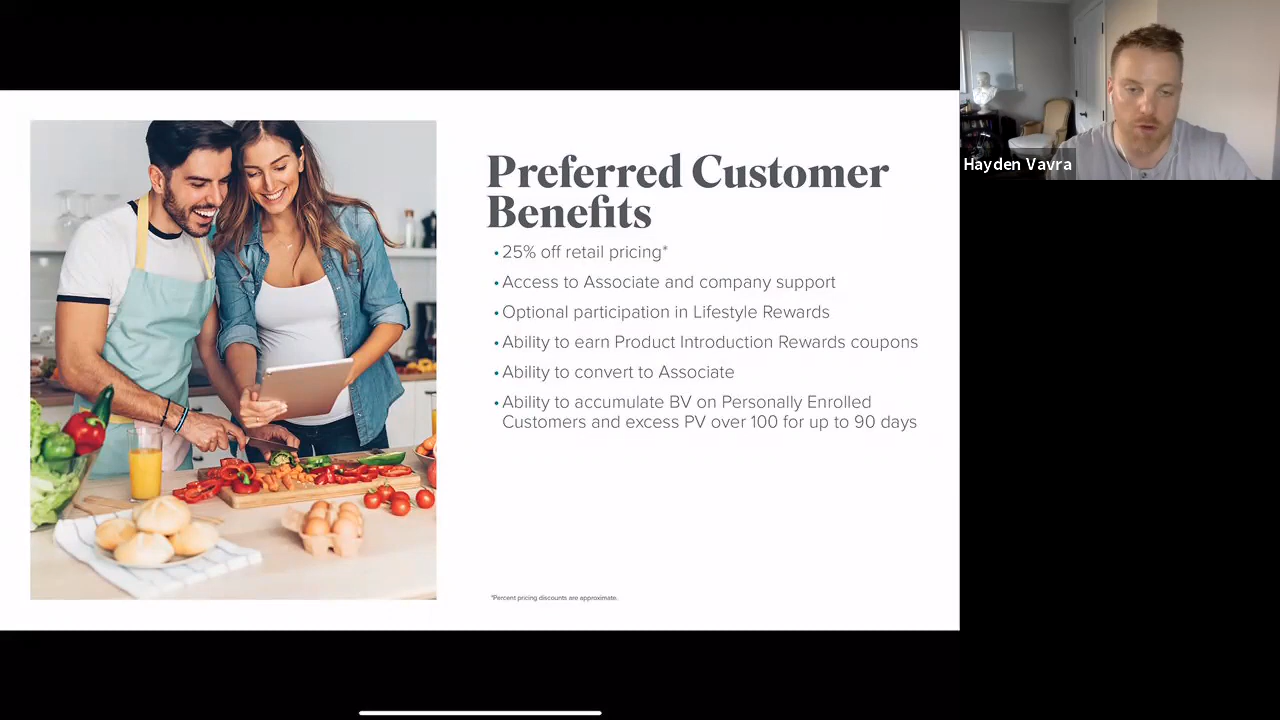 Preferred Customer
Benefits
• 25% off retail pricing*
• Access to Associate and company support
• Optional participation in Lifestyle Rewards
• Ability to earn Product Introduction Rewards coupons
• Ability to convert to Associate
• Ability to accumulate BV on Personally Enrolled
Customers and excess PV over 100 for up to 90 days
*Percent pricing discounts are approximate.
Hayden Vavra